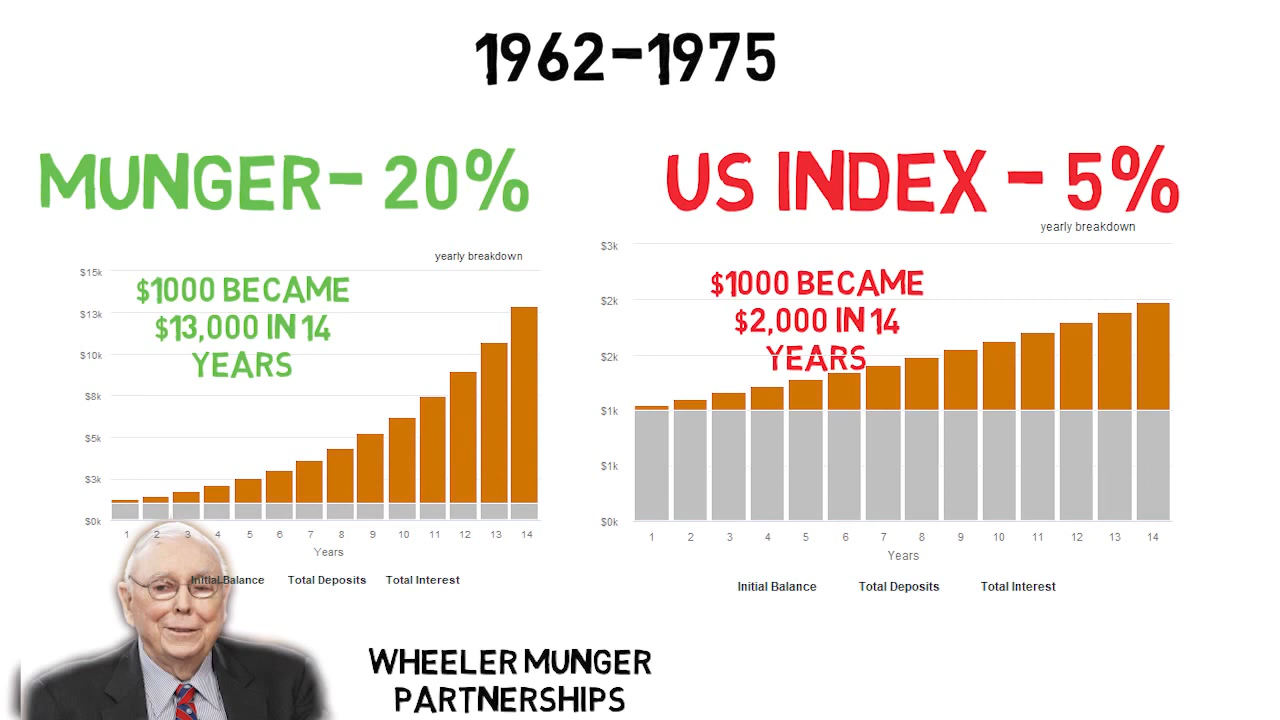 1962-1975
MUNGER- 20%
US INDEX - 5%
yearly breakdown
$15k
$13k
$10k
$8k
$5k
$3k
$0k
$1000 BECAME
$13,000 IN 14
YEARS
1 2 3 4 5 6 7 8 9 10 11 12 13 14
Years
Initial Balance Total Deposits Total Interest
yearly breakdown
$3k
$2k
$2k
$1k
$1k
$0k
$1000 BECAME
$2,000 IN 14
YEARS
1 2 3 4 5 6 7 8 9 10 11 12 13 14
Years
Initial Balance Total Deposits Total Interest
WHEELER MUNGER
PARTNERSHIPS